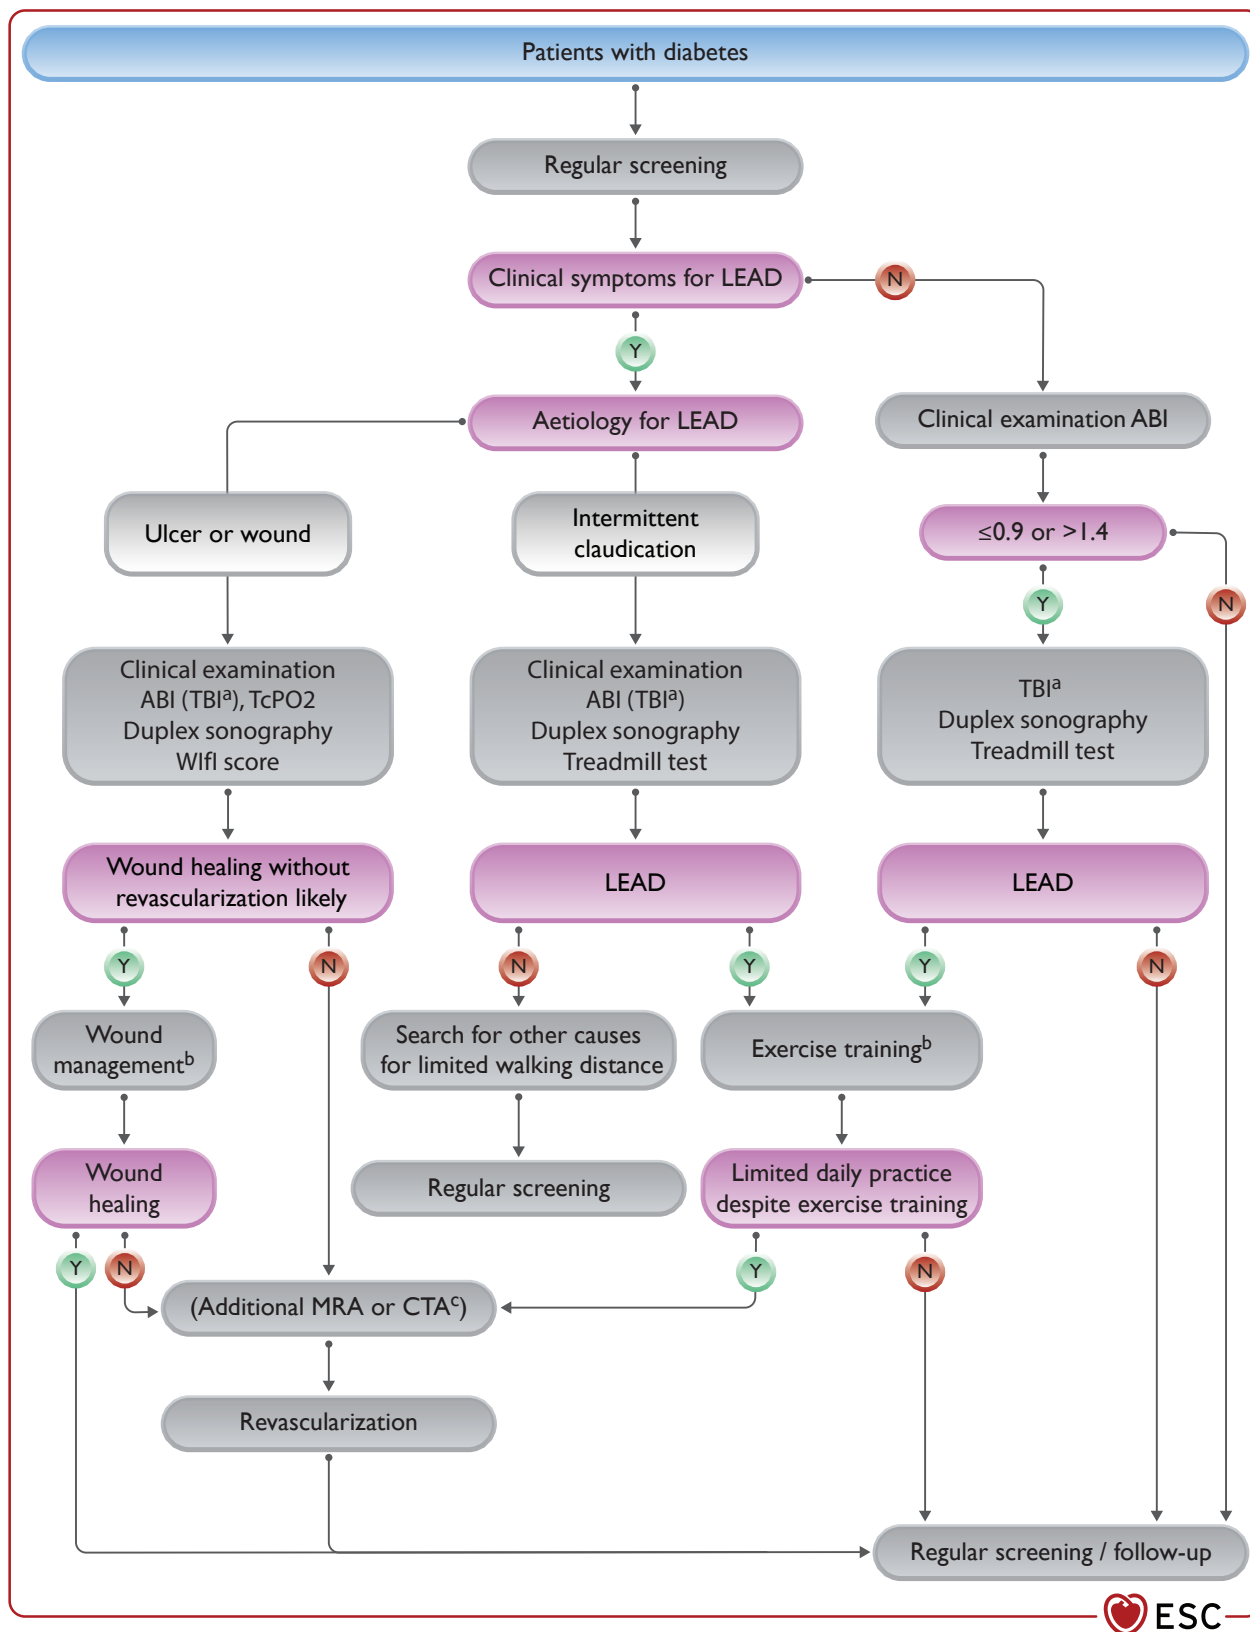 Patients with diabetes
Regular screening
Clinical symptoms for LEAD
N
Y
Aetiology for LEAD
Clinical examination ABI
Ulcer or wound
Intermittent
claudication
≤0.9 or >1.4
Y
N
Clinical examination
ABI (TBIa), TcPO2
Duplex sonography
WIfI score
Clinical examination
ABI (TBIa)
Duplex sonography
Treadmill test
TBIa
Duplex sonography
Treadmill test
Wound healing without
revascularization likely
LEAD
LEAD
Y
N
N
Y
Y
N
Wound
managementb
Search for other causes
for limited walking distance
Exercise trainingb
Wound
healing
Regular screening
Limited daily practice
despite exercise training
Y
N
Y
N
(Additional MRA or CTAc)
Revascularization
Regular screening / follow-up
ESC